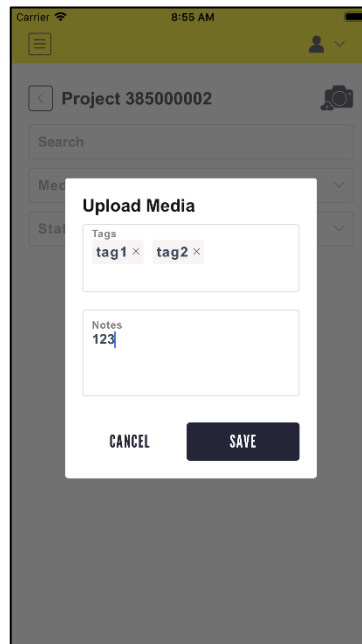 Carrier 8:55 AM
Project 385000002
Search
Med
Stat
Upload Media
Tags
tag1 × tag2 ×
Notes
123
CANCEL SAVE